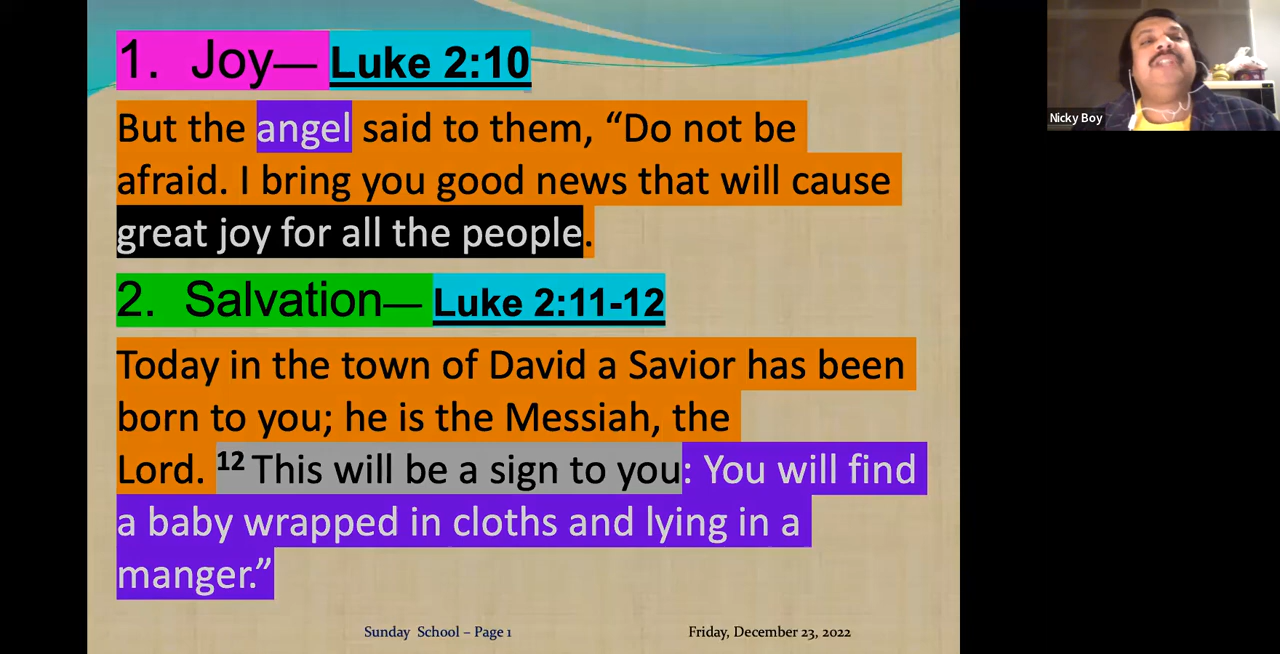 1. Joy— Luke 2:10
But the angel said to them, “Do not be
afraid. I bring you good news that will cause
great joy for all the people.
2. Salvation— Luke 2:11-12
Today in the town of David a Savior has been
born to you; he is the Messiah, the
Lord. 12 This will be a sign to you: You will find
a baby wrapped in cloths and lying in a
manger.”
Sunday School – Page 1
Friday, December 23, 2022
Nicky Boy